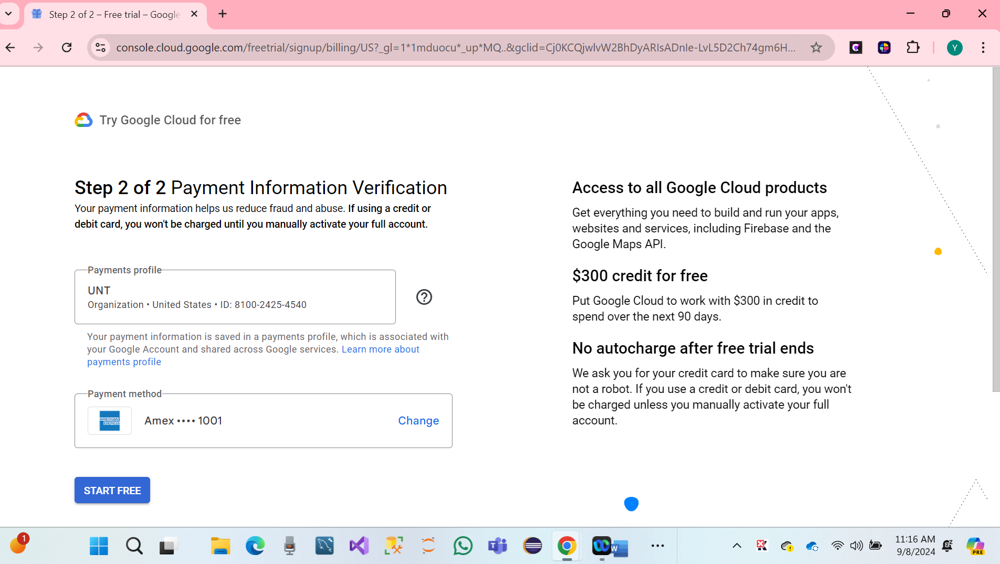 Step 2 of 2 – Free trial – Google
console.cloud.google.com/freetrial/signup/billing/US?_gl=1*1mduocu*_up*MQ..&gclid=Cj0KCQjwlvW2BhDyARIsADnIe-LvL5D2Ch74gm6H...
Y
Try Google Cloud for free
Step 2 of 2 Payment Information Verification
Your payment information helps us reduce fraud and abuse. If using a credit or
debit card, you won't be charged until you manually activate your full account.
Payments profile
UNT
Organization • United States • ID: 8100-2425-4540
Your payment information is saved in a payments profile, which is associated with
your Google Account and shared across Google services. Learn more about
payments profile
Payment method
AMERICAN
EXPRESS
Amex •••• 1001
Change
START FREE
Access to all Google Cloud products
Get everything you need to build and run your apps,
websites and services, including Firebase and the
Google Maps API.
$300 credit for free
Put Google Cloud to work with $300 in credit to
spend over the next 90 days.
No autocharge after free trial ends
We ask you for your credit card to make sure you are
not a robot. If you use a credit or debit card, you won't
be charged unless you manually activate your full
account.
1
T
W
11:16 AM
9/8/2024
PRE